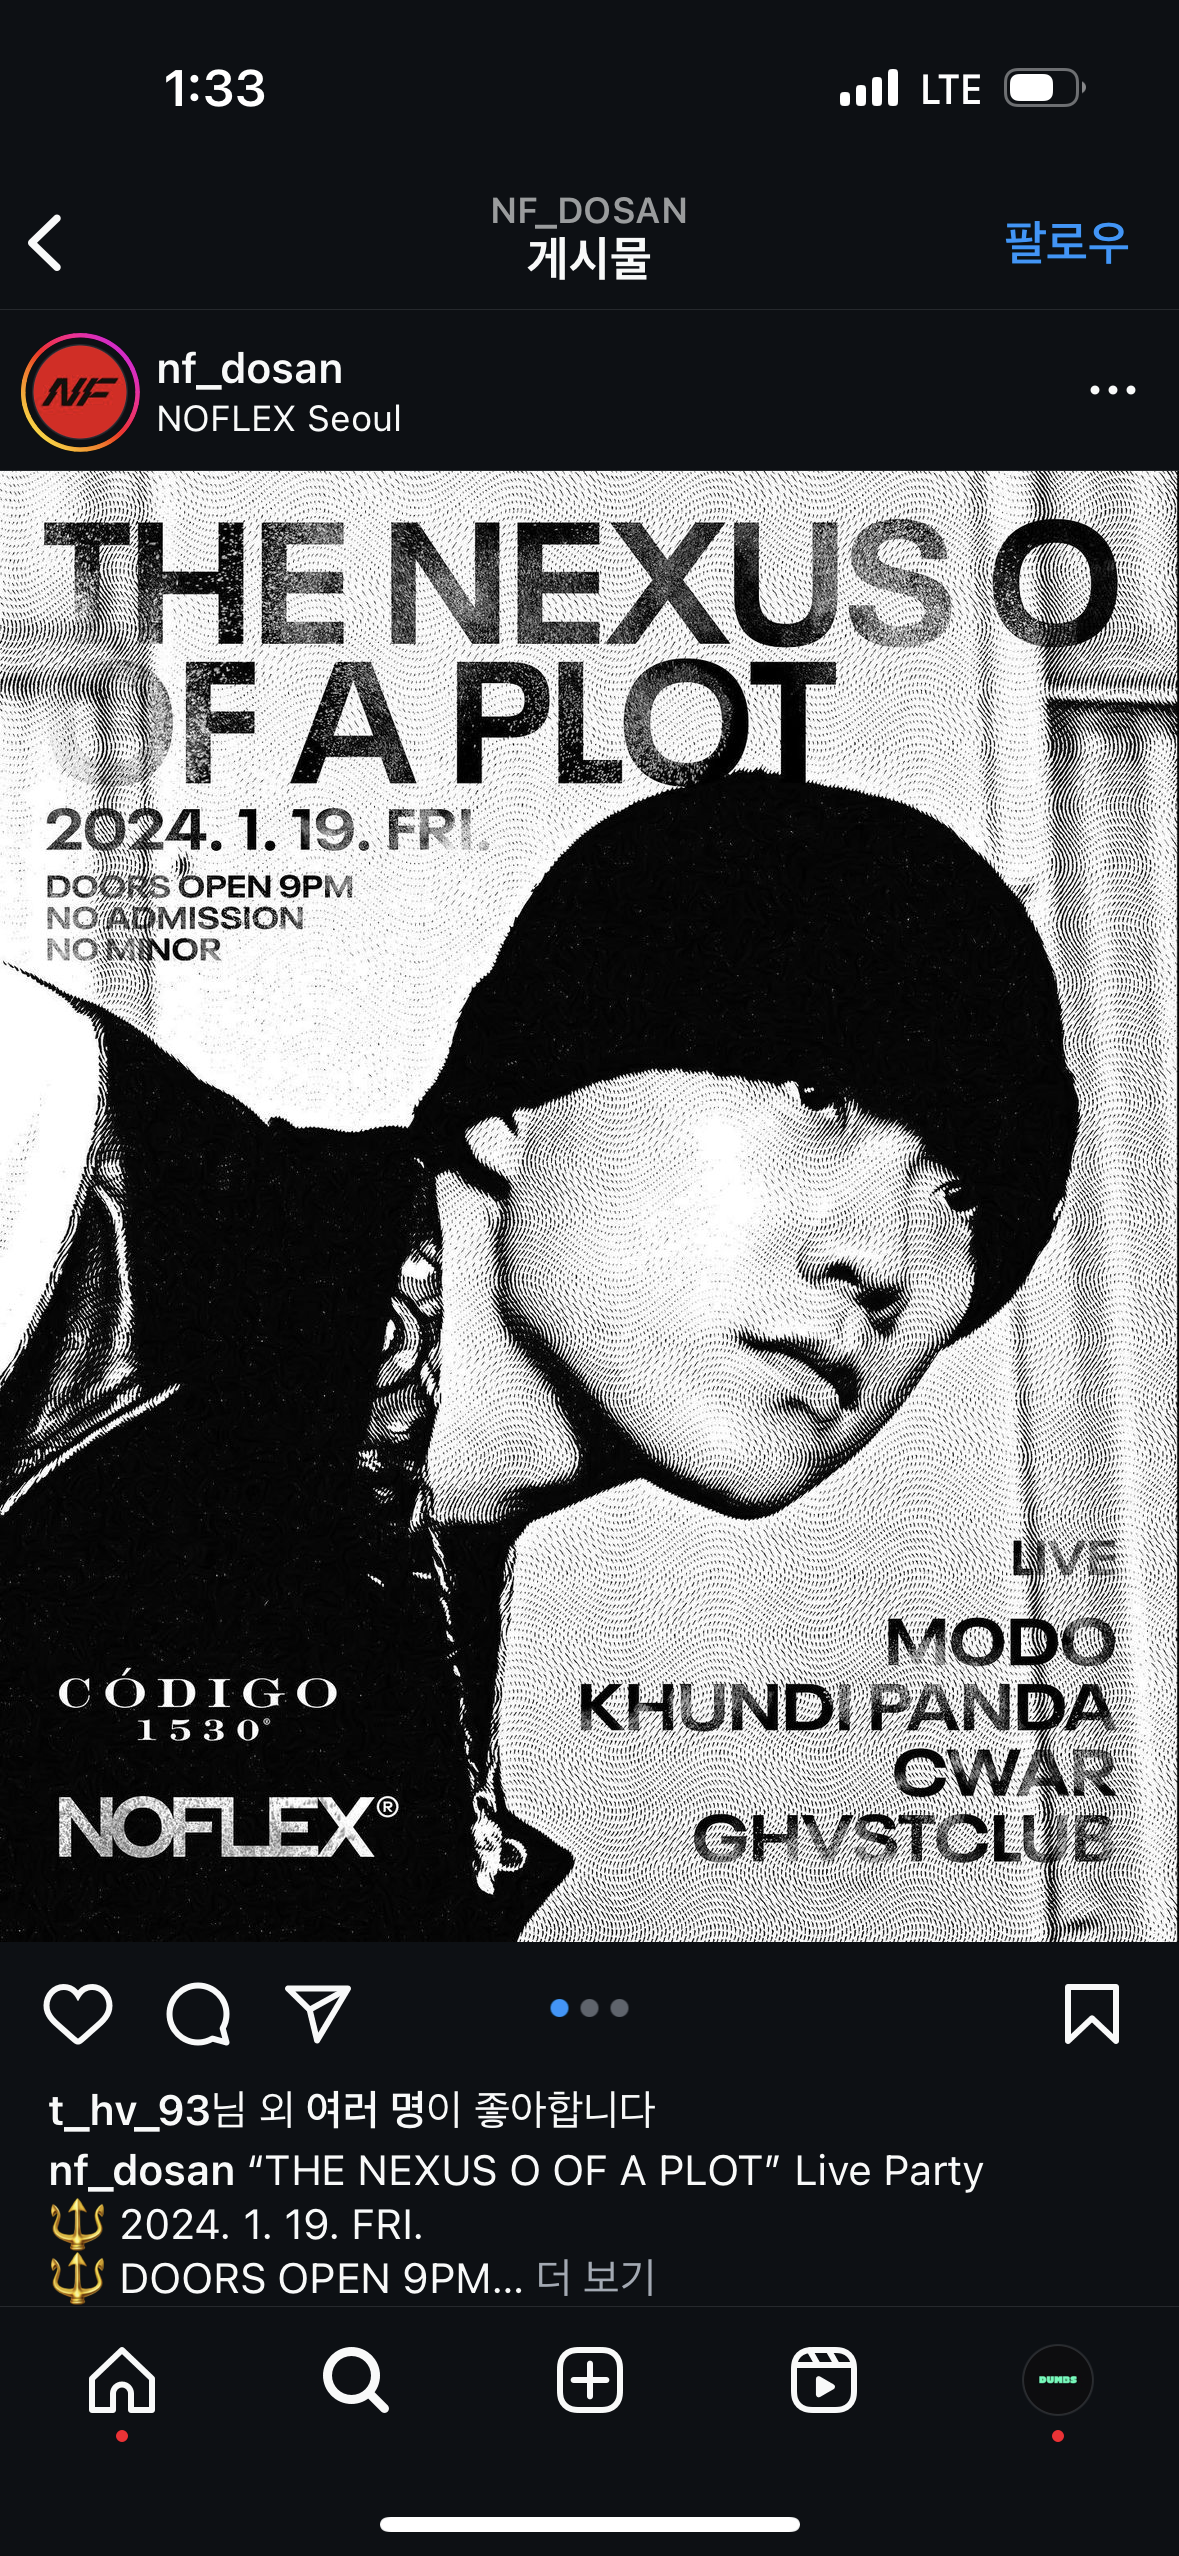 1:33
LTE
NF_DOSAN
게시물
팔로우
NF
nf_dosan
NOFLEX Seoul
THE NEXUS O
OF A PLOT
2024. 1. 19. FRI.
DOORS OPEN 9PM
NO ADMISSION
NO MINOR
LIVE
MODO
KHUNDI PANDA
CWAR
GHVSTCLUB
CÓDIGO
1530®
NOFLEX®
t_hv_93님 외 여러 명이 좋아합니다
nf_dosan “THE NEXUS O OF A PLOT” Live Party
🔱 2024. 1. 19. FRI.
🔱 DOORS OPEN 9PM... 더 보기
DUMBS